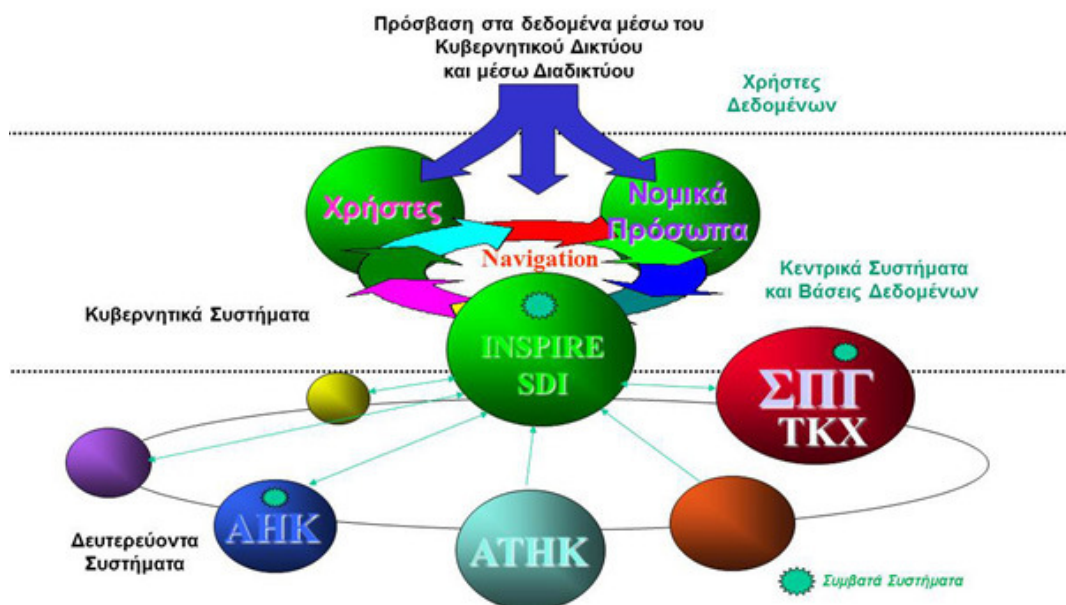 Πρόσβαση στα δεδομένα μέσω του
Κυβερνητικού Δικτύου
και μέσω Διαδικτύου
Χρήστες
Δεδομένων
Χρήστες
Νομικά
Πρόσωπα
Navigation
Κεντρικά Συστήματα
και Βάσεις Δεδομένων
Κυβερνητικά Συστήματα
INSPIRE
SDI
ΣΠΓ
ΤΚΧ
ΑΗΚ
ΑΤΗΚ
Δευτερεύοντα
Συστήματα
Συμβατά Συστήματα